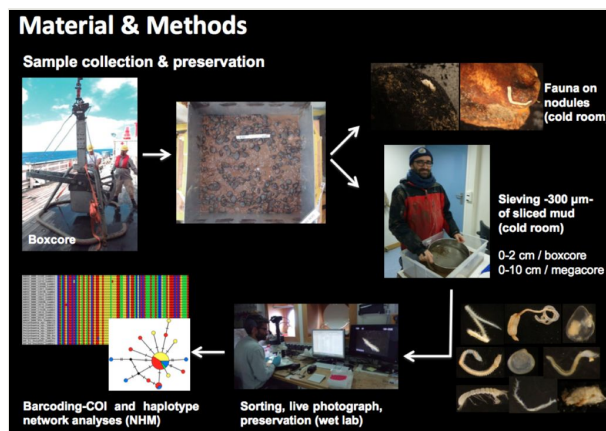 Material & Methods
Sample collection & preservation
Fauna on
nodules
(cold room
Boxcore
Sieving -300 µm-
of sliced mud
(cold room)
0-2 cm / boxcore
0-10 cm / megacore
Barcoding-COI and haplotype
network analyses (NHM)
Sorting, live photograph,
preservation (wet lab)